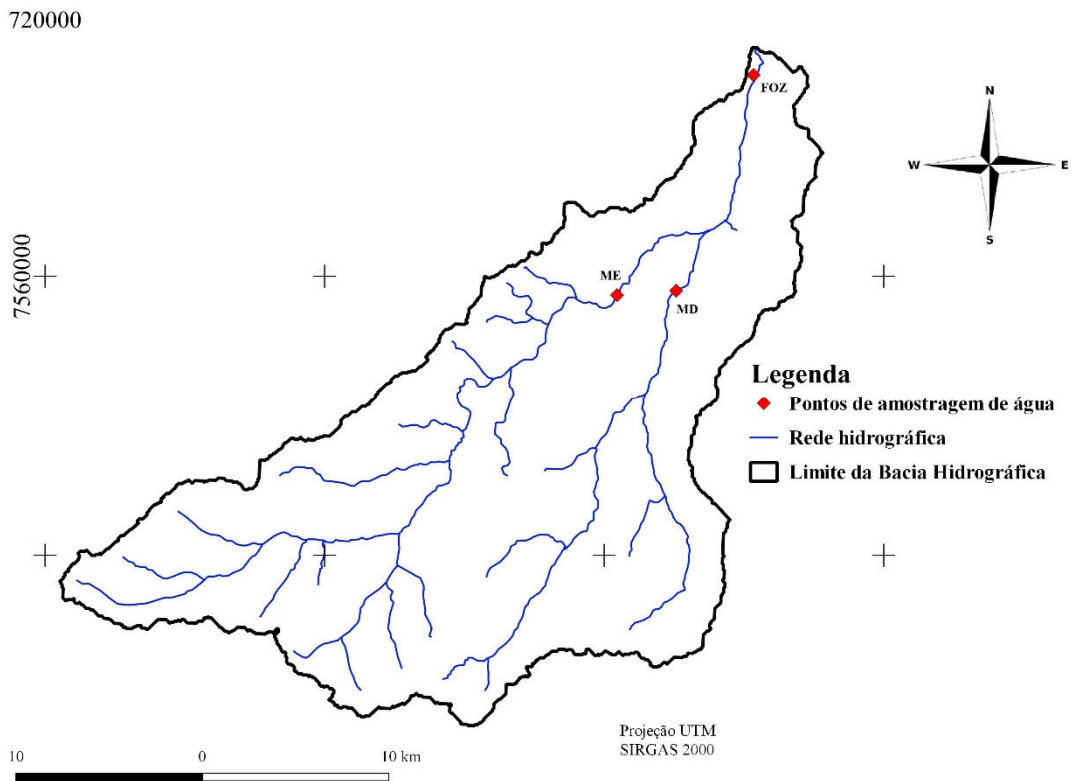 720000
FOZ
N
W
E
S
7560000
ME
MD
Legenda
Pontos de amostragem de água
Rede hidrográfica
Limite da Bacia Hidrográfica
Projeção UTM
SIRGAS 2000
10 0 10 km